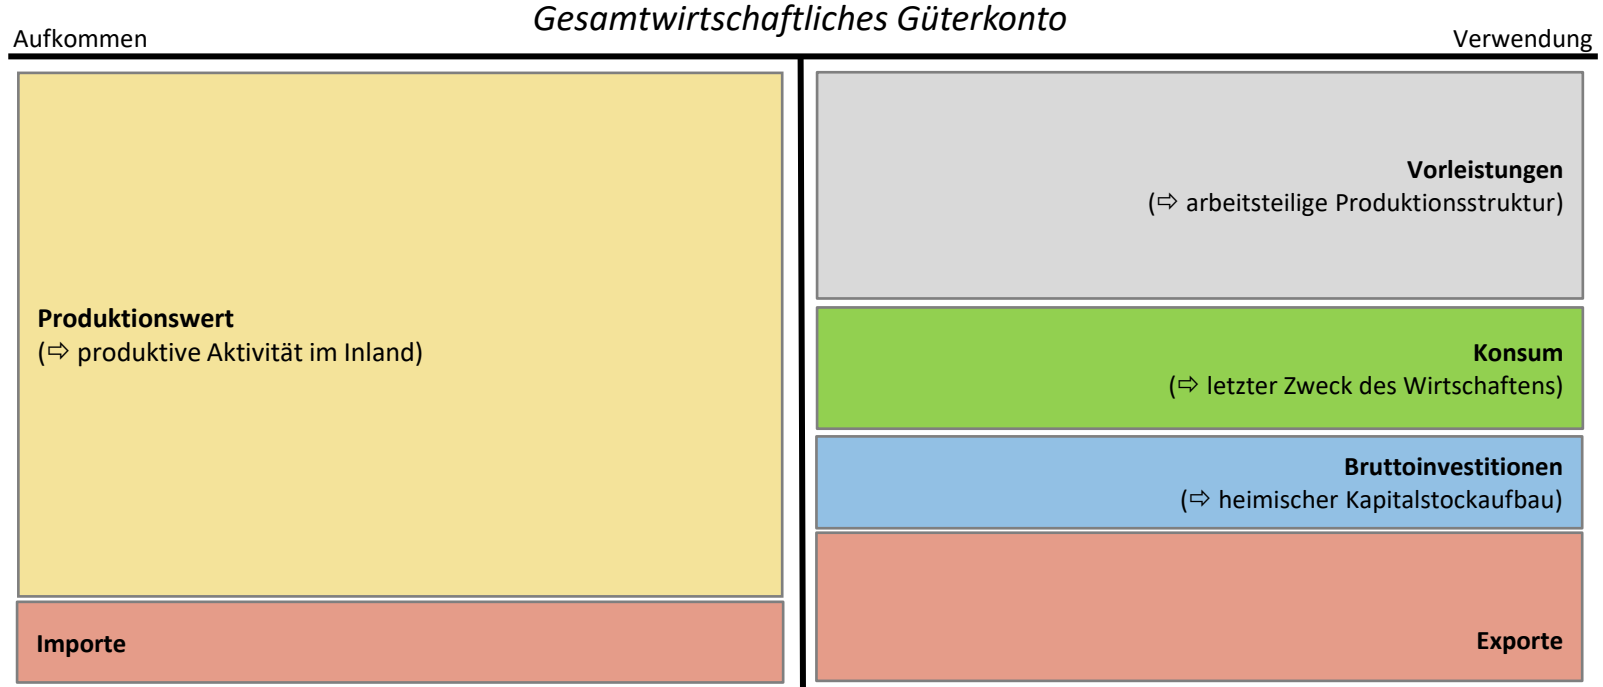 Gesamtwirtschaftliches Güterkonto
Aufkommen
Verwendung
Produktionswert
(⇨ produktive Aktivität im Inland)
Importe
Vorleistungen
(⇨ arbeitsteilige Produktionsstruktur)
Konsum
(⇨ letzter Zweck des Wirtschaftens)
Bruttoinvestitionen
(⇨ heimischer Kapitalstockaufbau)
Exporte